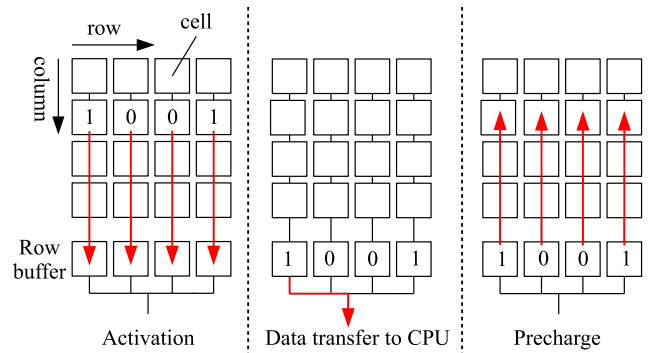 row
cell
column
1 0 0 1
Row
buffer
1 0 0 1
1 0 0 1
Activation
Data transfer to CPU
Precharge